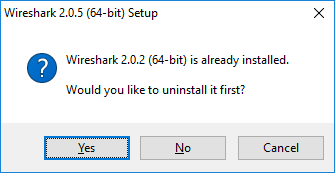 Wireshark 2.0.5 (64-bit) Setup
Wireshark 2.0.2 (64-bit) is already installed.
Would you like to uninstall it first?
Yes No Cancel